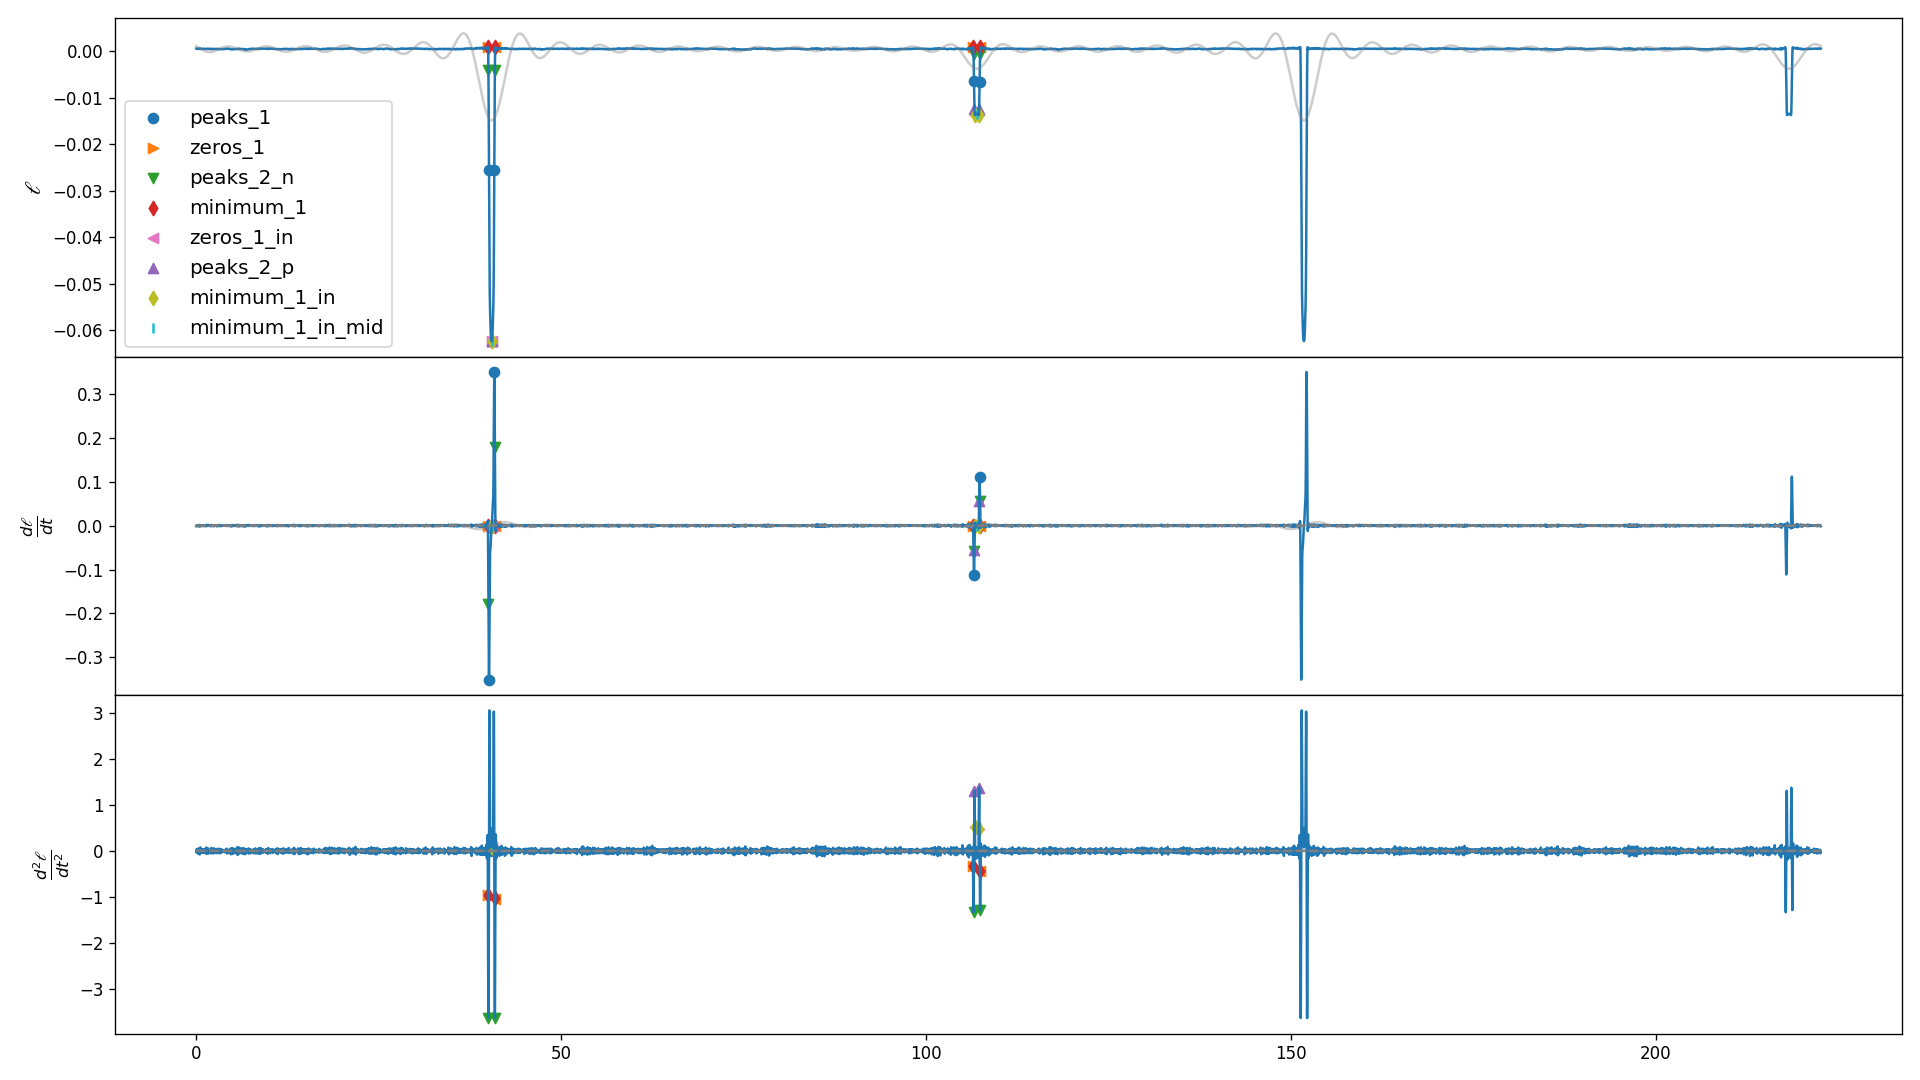 0.00
−0.01
−0.02
−0.03
−0.04
−0.05
−0.06
ℓ
peaks_1
zeros_1
peaks_2_n
minimum_1
zeros_1_in
peaks_2_p
minimum_1_in
minimum_1_in_mid
0.3
0.2
0.1
0.0
−0.1
−0.2
−0.3
dℓ/dt
3
2
1
0
−1
−2
−3
d²ℓ/dt²
0 50 100 150 200